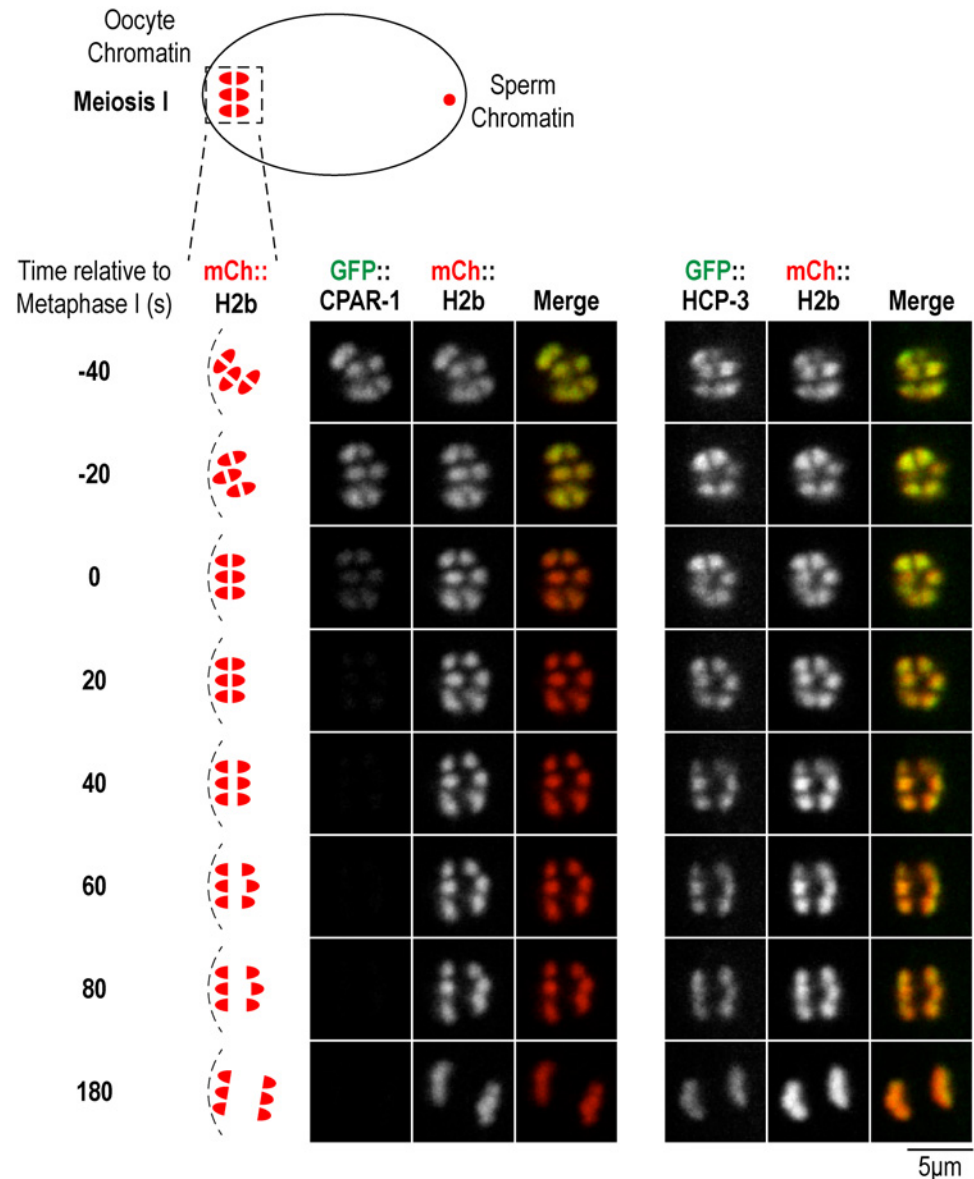 Oocyte
Chromatin
Meiosis I
Sperm
Chromatin
Time relative to
Metaphase I (s)
mCh::
H2b
GFP::
CPAR-1
mCh::
H2b
Merge
GFP::
HCP-3
mCh::
H2b
Merge
-40
-20
0
20
40
60
80
180
5µm